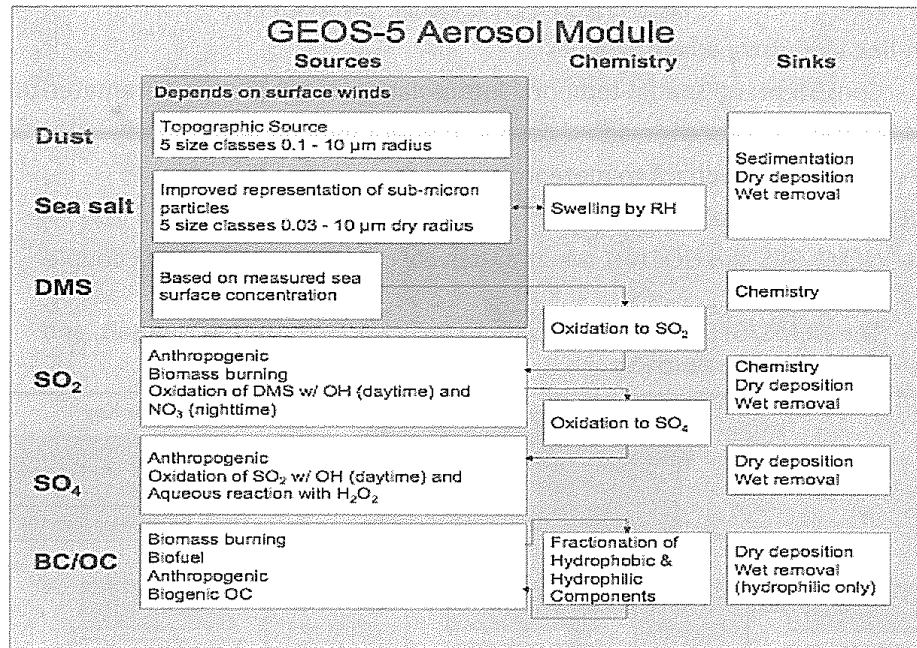 GEOS-5 Aerosol Module
Sources
Chemistry
Sinks
Depends on surface winds
Dust
Topographic Source
5 size classes 0.1 - 10 µm radius
Sedimentation
Dry deposition
Wet removal
Sea salt
Improved representation of sub-micron
particles
5 size classes 0.03 - 10 µm dry radius
Swelling by RH
DMS
Based on measured sea
surface concentration
Chemistry
Oxidation to SO₂
SO₂
Anthropogenic
Biomass burning
Oxidation of DMS w/ OH (daytime) and
NO₃ (nighttime)
Chemistry
Dry deposition
Wet removal
Oxidation to SO₄
SO₄
Anthropogenic
Oxidation of SO₂ w/ OH (daytime) and
Aqueous reaction with H₂O₂
Dry deposition
Wet removal
BC/OC
Biomass burning
Biofuel
Anthropogenic
Biogenic OC
Fractionation of
Hydrophobic &
Hydrophilic
Components
Dry deposition
Wet removal
(hydrophilic only)